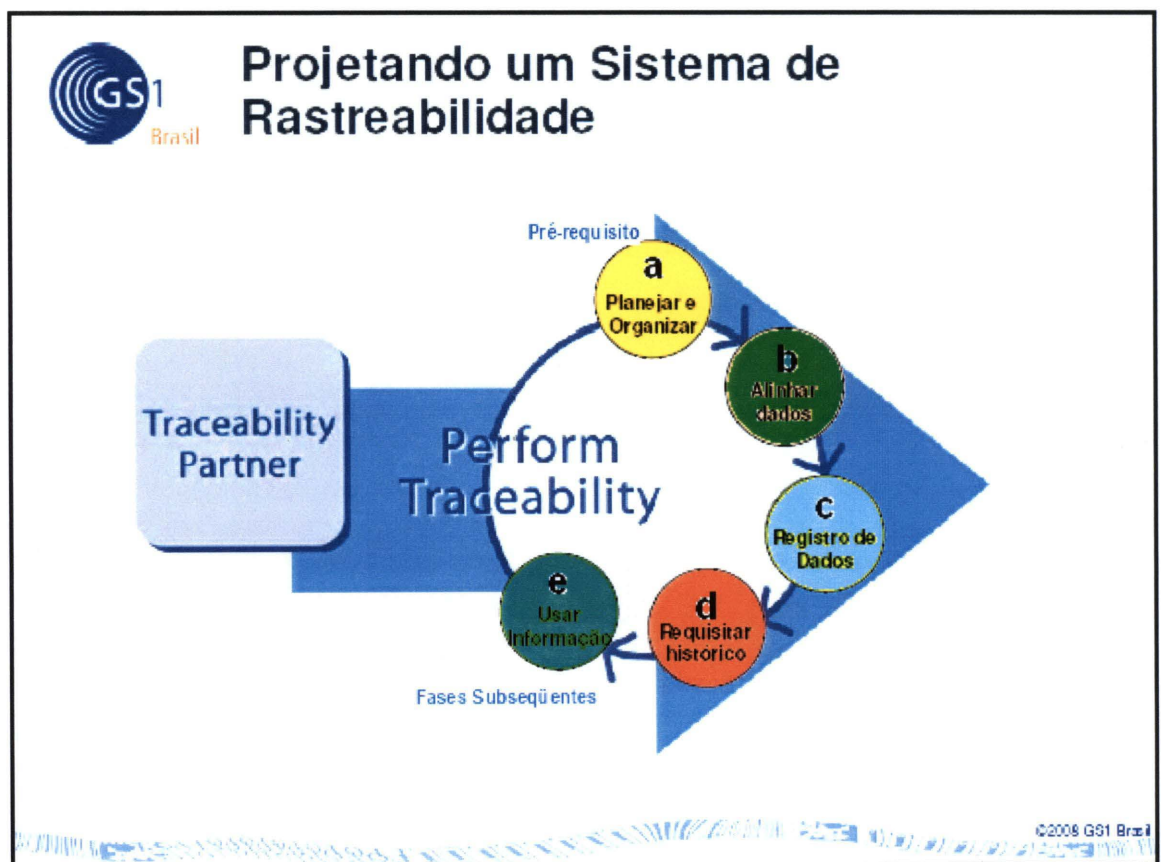 GS1
Brasil
Projetando um Sistema de
Rastreabilidade
Pré-requisito
a
Planejar e
Organizar
b
Alinhar
dados
Traceability
Partner
Perform
Traceability
c
Registro de
Dados
d
Requisitar
histórico
e
Usar
Informação
Fases Subseqüentes
©2008 GS1 Brasil